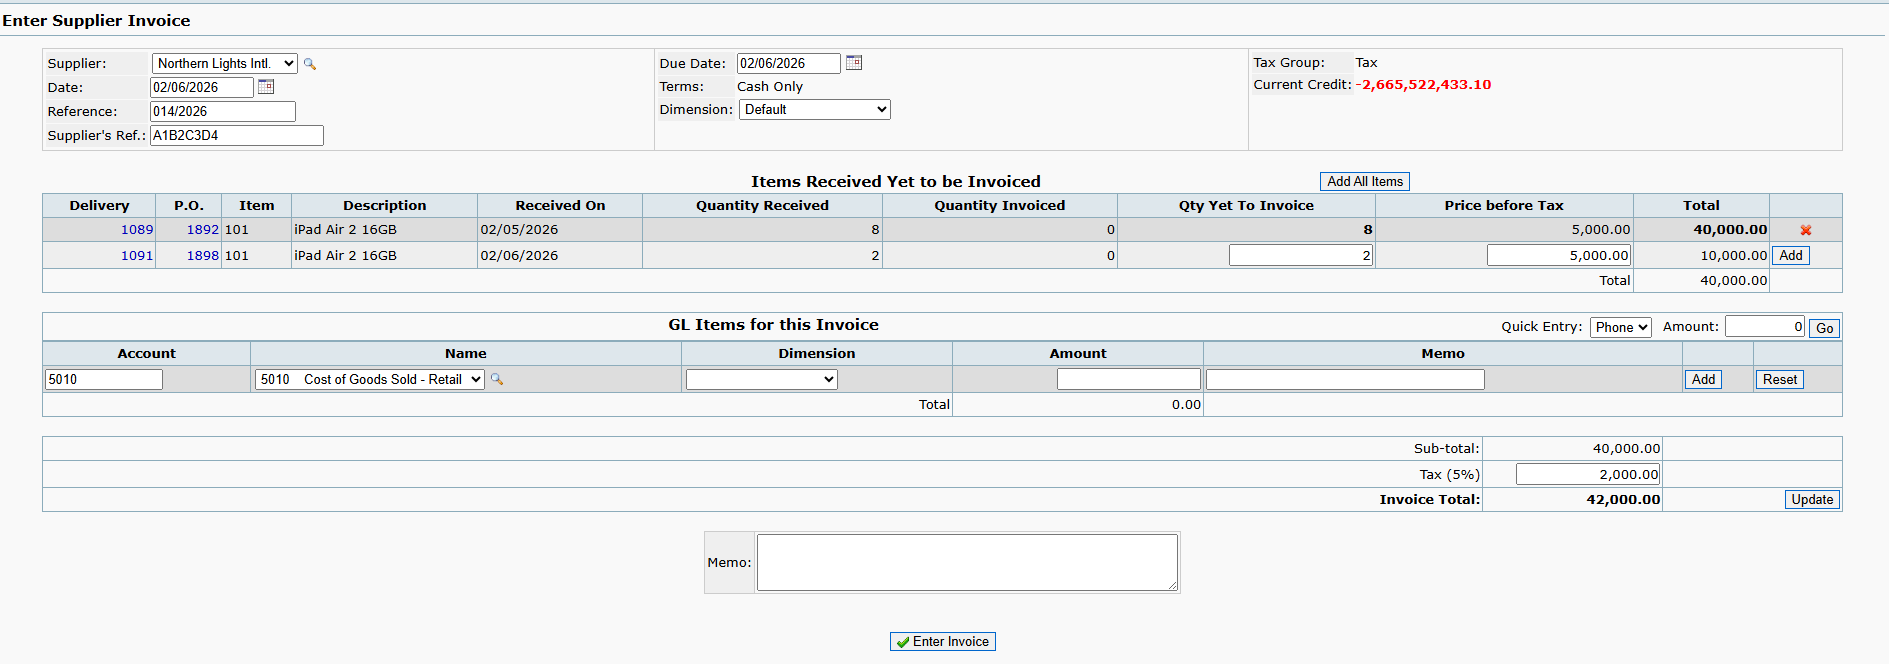 Enter Supplier Invoice
Supplier: Northern Lights Intl. Due Date: 02/06/2026 Tax Group: Tax
Date: 02/06/2026 Terms: Cash Only Current Credit: -2,665,522,433.10
Reference: 014/2026 Dimension: Default
Supplier's Ref.: A1B2C3D4
Items Received Yet to be Invoiced Add All Items
Delivery P.O. Item Description Received On Quantity Received Quantity Invoiced Qty Yet To Invoice Price before Tax Total
1089 1892 101 iPad Air 2 16GB 02/05/2026 8 0 8 5,000.00 40,000.00
1091 1898 101 iPad Air 2 16GB 02/06/2026 2 0 2 5,000.00 10,000.00 Add
Total 40,000.00
GL Items for this Invoice Quick Entry: Phone Amount: 0 Go
Account Name Dimension Amount Memo
5010 5010 Cost of Goods Sold - Retail Add Reset
Total 0.00
Sub-total: 40,000.00
Tax (5%) 2,000.00
Invoice Total: 42,000.00 Update
Memo:
Enter Invoice